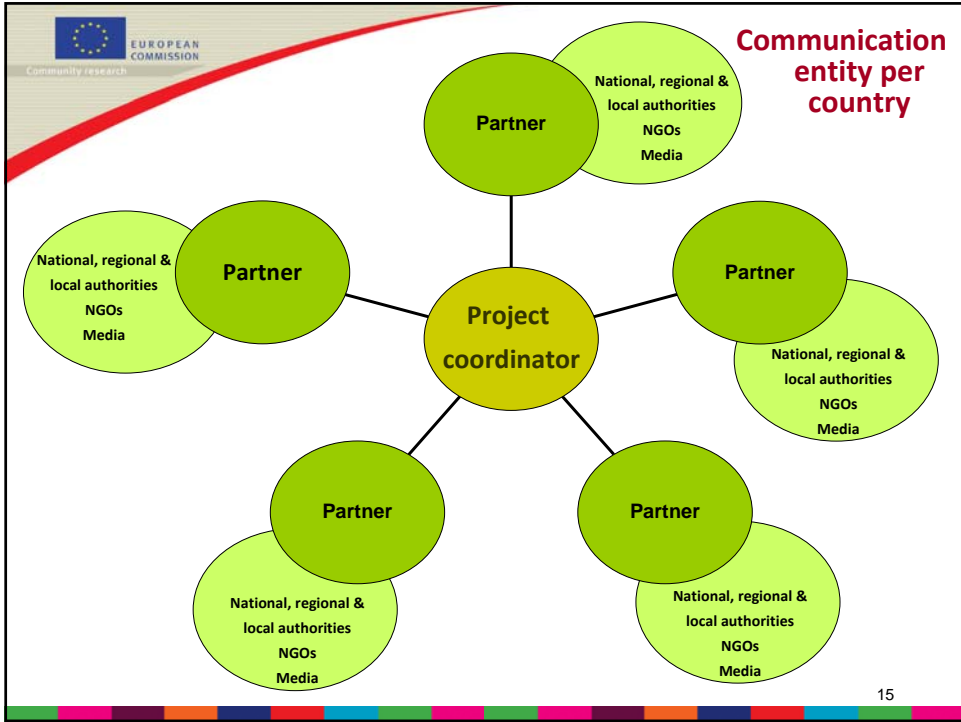 EUROPEAN
COMMISSION
Community research
Communication
entity per
country
Partner
National, regional &
local authorities
NGOs
Media
National, regional &
local authorities
NGOs
Media
Partner
Partner
National, regional &
local authorities
NGOs
Media
Project
coordinator
Partner
National, regional &
local authorities
NGOs
Media
Partner
National, regional &
local authorities
NGOs
Media
15